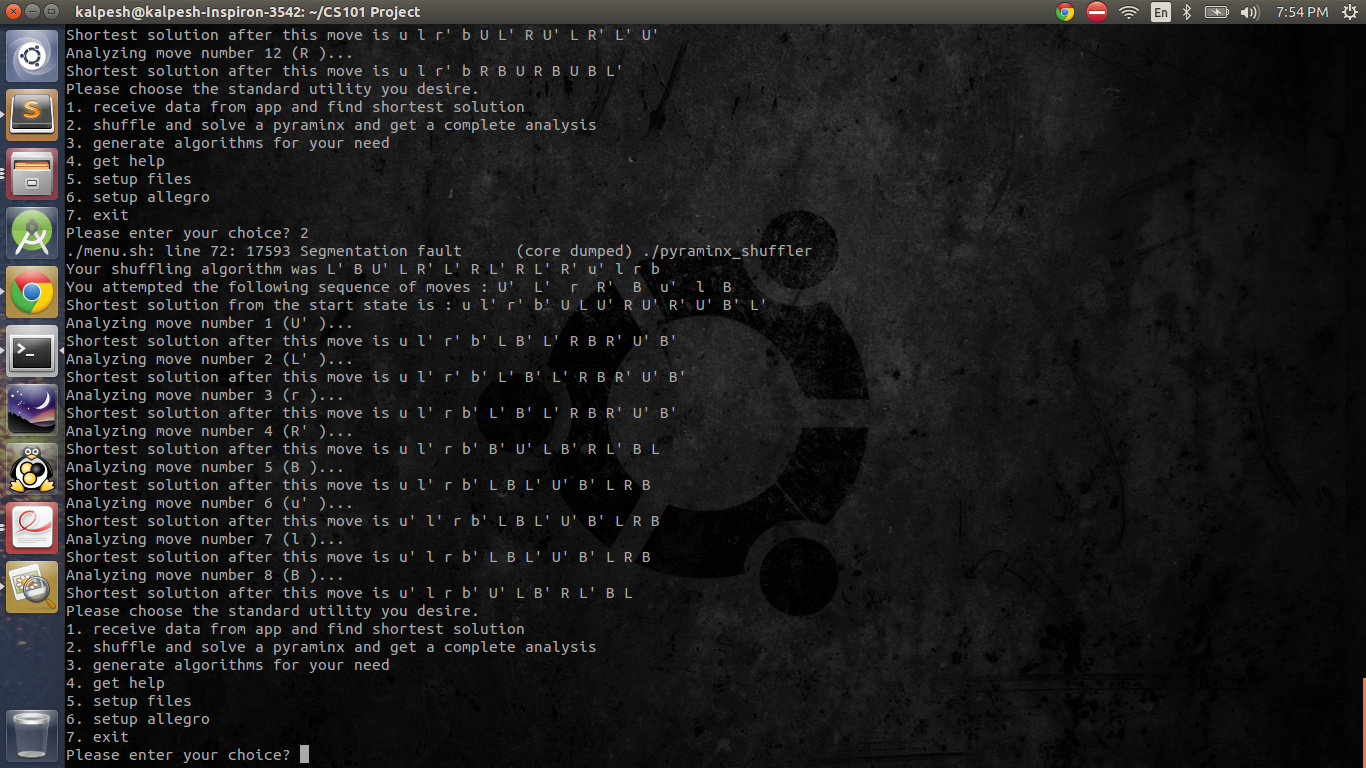 kalpesh@kalpesh-Inspiron-3542: ~/CS101 Project
En
7:54 PM
Shortest solution after this move is u l r' b U L' R U' L R' L' U'
Analyzing move number 12 (R )...
Shortest solution after this move is u l r' b R B U R B U B L'
Please choose the standard utility you desire.
1. receive data from app and find shortest solution
2. shuffle and solve a pyraminx and get a complete analysis
3. generate algorithms for your need
4. get help
5. setup files
6. setup allegro
7. exit
Please enter your choice? 2
./menu.sh: line 72: 17593 Segmentation fault      (core dumped) ./pyraminx_shuffler
Your shuffling algorithm was L' B U' L R' L' R L' R L' R' u' l r b
You attempted the following sequence of moves : U'  L'  r  R'  B  u'  l  B
Shortest solution from the start state is : u l' r' b' U L U' R U' R' U' B' L'
Analyzing move number 1 (U' )...
Shortest solution after this move is u l' r' b' L B' L' R B R' U' B'
Analyzing move number 2 (L' )...
Shortest solution after this move is u l' r' b' L' B' L' R B R' U' B'
Analyzing move number 3 (r )...
Shortest solution after this move is u l' r b' L' B' L' R B R' U' B'
Analyzing move number 4 (R' )...
Shortest solution after this move is u l' r b' B' U' L B' R L' B L
Analyzing move number 5 (B )...
Shortest solution after this move is u l' r b' L B L' U' B' L R B
Analyzing move number 6 (u' )...
Shortest solution after this move is u' l' r b' L B L' U' B' L R B
Analyzing move number 7 (l )...
Shortest solution after this move is u' l r b' L B L' U' B' L R B
Analyzing move number 8 (B )...
Shortest solution after this move is u' l r b' U' L B' R L' B L
Please choose the standard utility you desire.
1. receive data from app and find shortest solution
2. shuffle and solve a pyraminx and get a complete analysis
3. generate algorithms for your need
4. get help
5. setup files
6. setup allegro
7. exit
Please enter your choice?